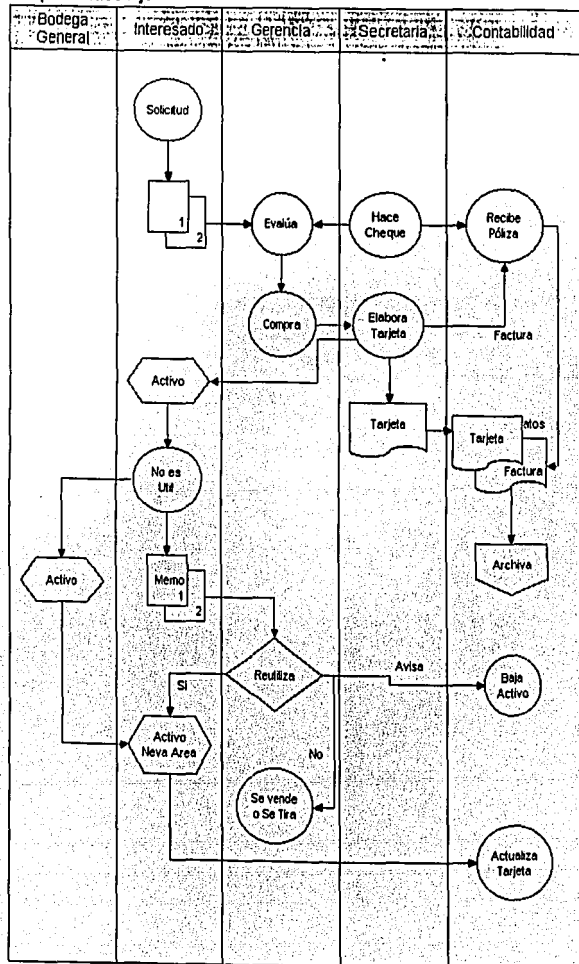 Bodega
General
Interesado
Gerencia
Secretaria
Contabilidad
Solicitud
1
2
Evalúa
Hace
Cheque
Recibe
Póliza
Compra
Elabora
Tarjeta
Factura
Activo
Tarjeta
Tarjeta
atos
Factura
No es
Util
Activo
Memo
1
2
Archiva
Reutiliza
Avisa
Baja
Activo
SI
Activo
Neva Area
No
Se vende
o Se Tira
Actualiza
Tarjeta